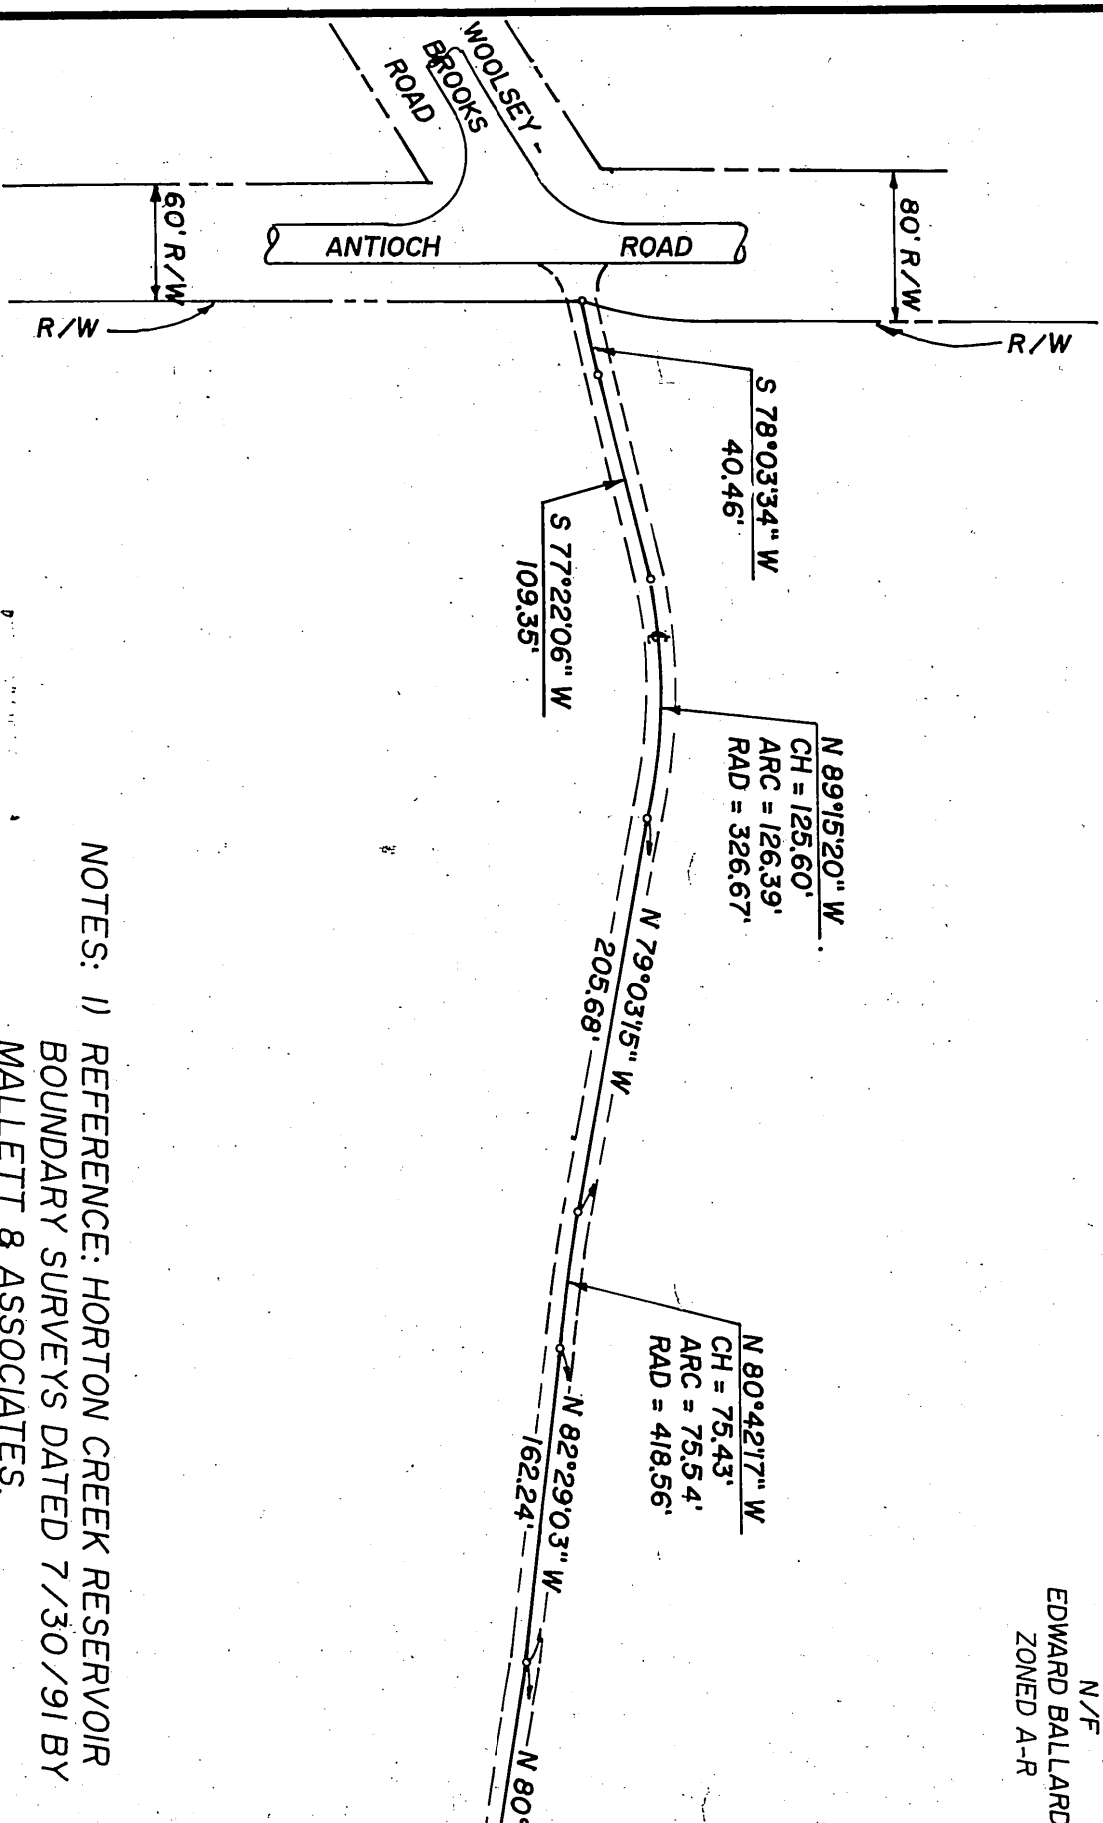 WOOLSEY -
BROOKS
ROAD
ANTIOCH ROAD
80' R/W
60' R/W
R/W
R/W
S 78°03'34" W
40.46'
S 77°22'06" W
109.35'
N 89°15'20" W
CH = 125.60'
ARC = 126.39'
RAD = 326.67'
N 79°03'15" W
205.68'
N 80°42'17" W
CH = 75.43'
ARC = 75.54'
RAD = 418.56'
N 82°29'03" W
162.24'
N 80°
N/F
EDWARD BALLARD
ZONED A-R
NOTES: 1) REFERENCE: HORTON CREEK RESERVOIR
BOUNDARY SURVEYS DATED 7/30/91 BY
MALLETT & ASSOCIATES.